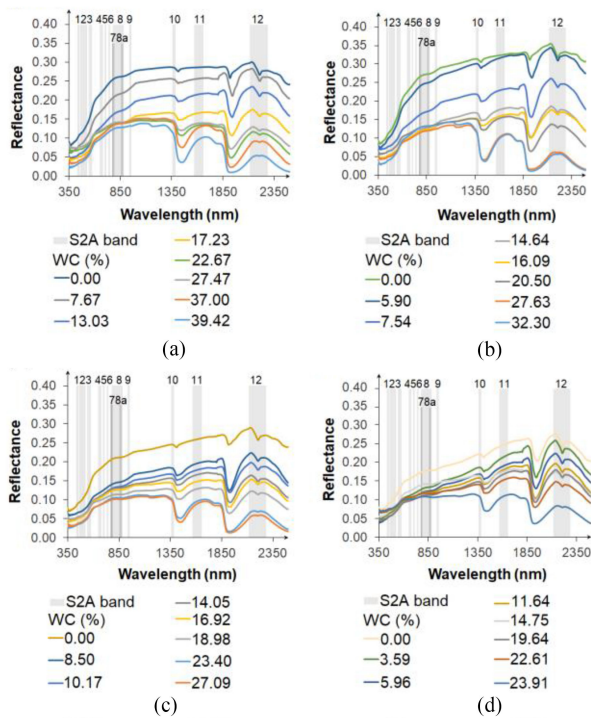 123 456 8 9 10 11 12
78a
0.40
0.35
0.30
0.25
0.20
0.15
0.10
0.05
0.00
Reflectance
350 850 1350 1850 2350
Wavelength (nm)
S2A band
WC (%)
0.00
7.67
13.03
17.23
22.67
27.47
37.00
39.42
(a)
123 456 8 9 10 11 12
78a
0.40
0.35
0.30
0.25
0.20
0.15
0.10
0.05
0.00
Reflectance
350 850 1350 1850 2350
Wavelength (nm)
S2A band
WC (%)
0.00
5.90
7.54
14.64
16.09
20.50
27.63
32.30
(b)
123 456 8 9 10 11 12
78a
0.40
0.35
0.30
0.25
0.20
0.15
0.10
0.05
0.00
Reflectance
350 850 1350 1850 2350
Wavelength (nm)
S2A band
WC (%)
0.00
8.50
10.17
14.05
16.92
18.98
23.40
27.09
(c)
123 456 8 9 10 11 12
78a
0.40
0.35
0.30
0.25
0.20
0.15
0.10
0.05
0.00
Reflectance
350 850 1350 1850 2350
Wavelength (nm)
S2A band
WC (%)
0.00
3.59
5.96
11.64
14.75
19.64
22.61
23.91
(d)